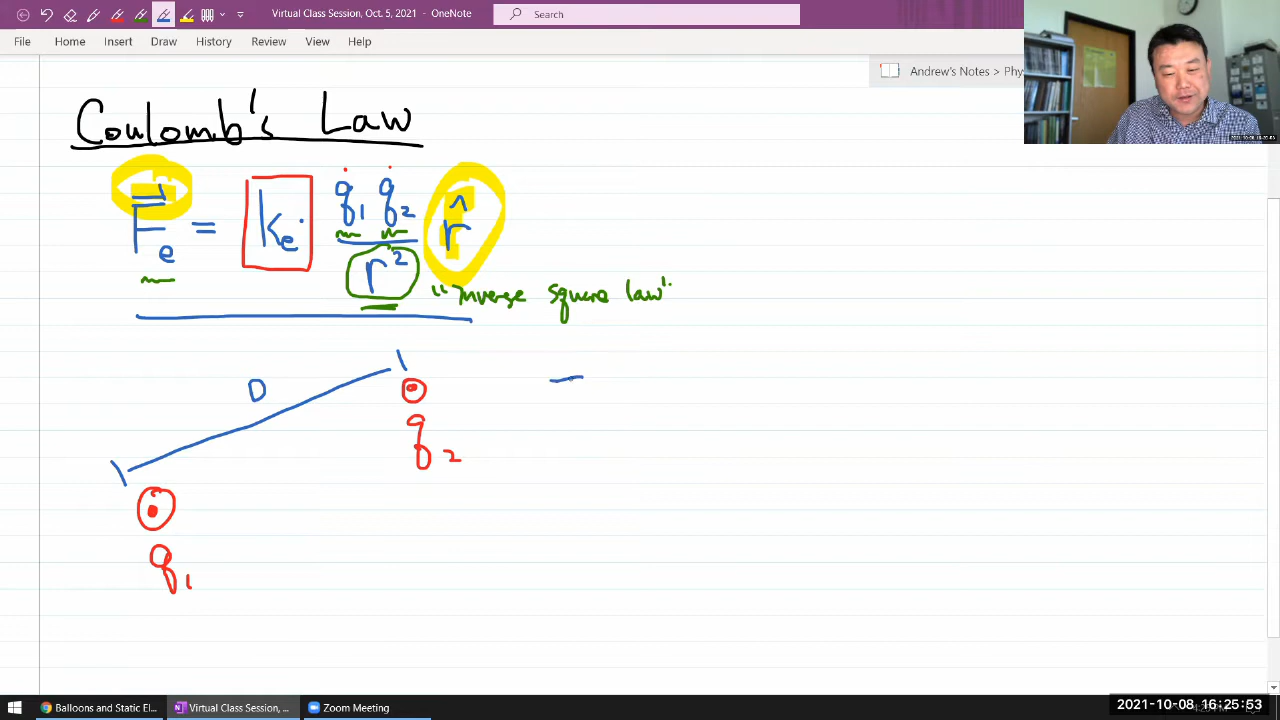 Virtual Class Session, Oct. 5, 2021 - OneNote
Search
File Home Insert Draw History Review View Help
Andrew's Notes > Phy
Coulomb's Law
F⃗e = ke q1 q2 / r² r̂
"Inverse square law"
D
q2
q1
Balloons and Static El... Virtual Class Session, ... Zoom Meeting
2021-10-08 16:25:53